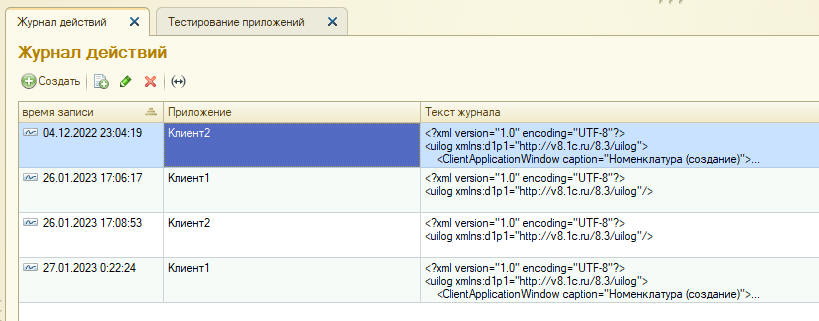 Журнал действий Тестирование приложений
Журнал действий
Создать
время записи Приложение Текст журнала
04.12.2022 23:04:19 Клиент2 <?xml version="1.0" encoding="UTF-8"?>
<uilog xmlns:d1p1="http://v8.1c.ru/8.3/uilog">
<ClientApplicationWindow caption="Номенклатура (создание)">...
26.01.2023 17:06:17 Клиент1 <?xml version="1.0" encoding="UTF-8"?>
<uilog xmlns:d1p1="http://v8.1c.ru/8.3/uilog"/>
26.01.2023 17:08:53 Клиент2 <?xml version="1.0" encoding="UTF-8"?>
<uilog xmlns:d1p1="http://v8.1c.ru/8.3/uilog"/>
27.01.2023 0:22:24 Клиент1 <?xml version="1.0" encoding="UTF-8"?>
<uilog xmlns:d1p1="http://v8.1c.ru/8.3/uilog">
<ClientApplicationWindow caption="Номенклатура (создание)">...